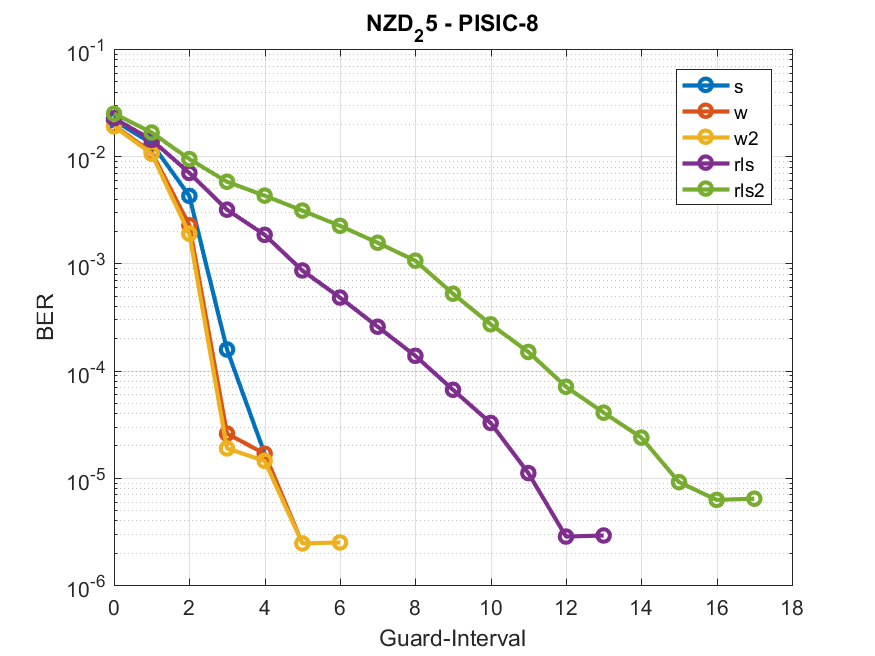 NZD₂5 - PISIC-8
10⁻¹
10⁻²
10⁻³
10⁻⁴
10⁻⁵
10⁻⁶
BER
s
w
w2
rls
rls2
0 2 4 6 8 10 12 14 16 18
Guard-Interval